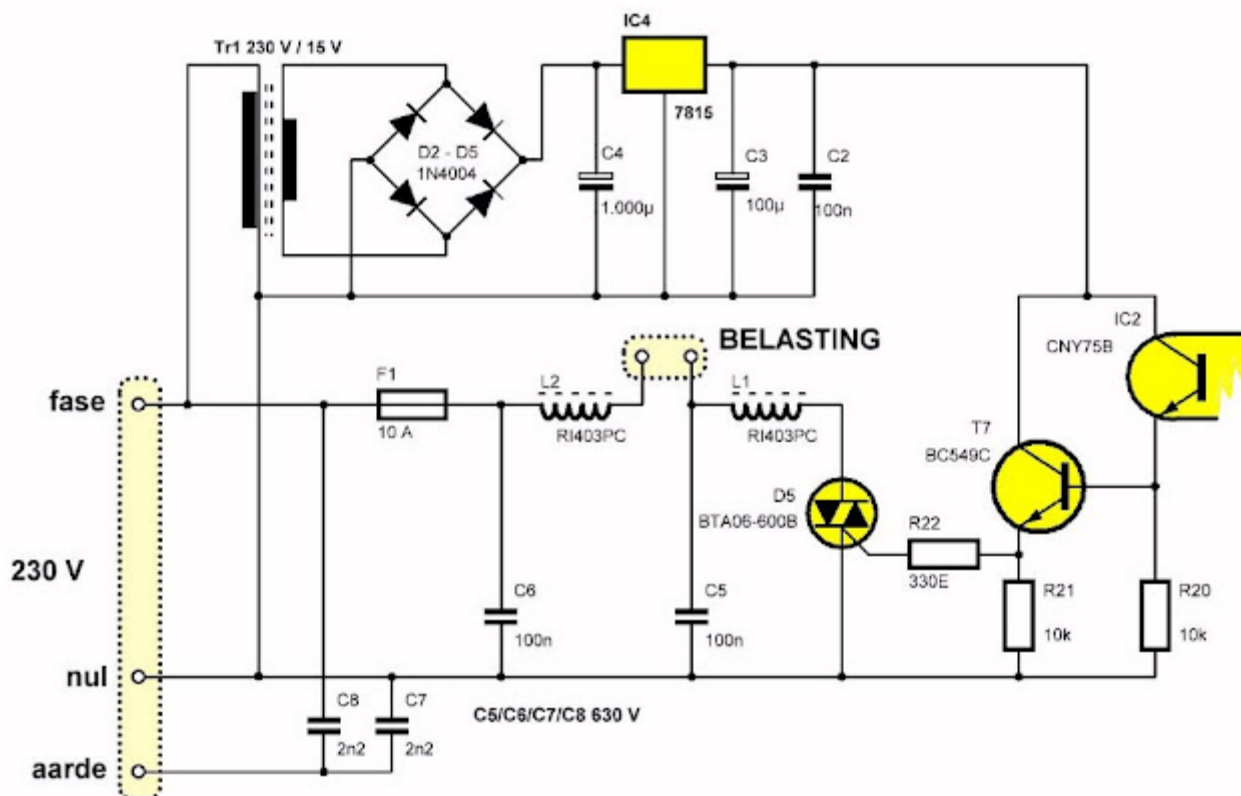 IC4
Tr1 230 V / 15 V
7815
D2 - D5
1N4004
C4
1.000µ
C3
100µ
C2
100n
IC2
CNY75B
BELASTING
fase
F1
10 A
L2
RI403PC
L1
RI403PC
T7
BC549C
D5
BTA06-600B
R22
330E
230 V
C6
100n
C5
100n
R21
10k
R20
10k
nul
C8
2n2
C7
2n2
C5/C6/C7/C8 630 V
aarde